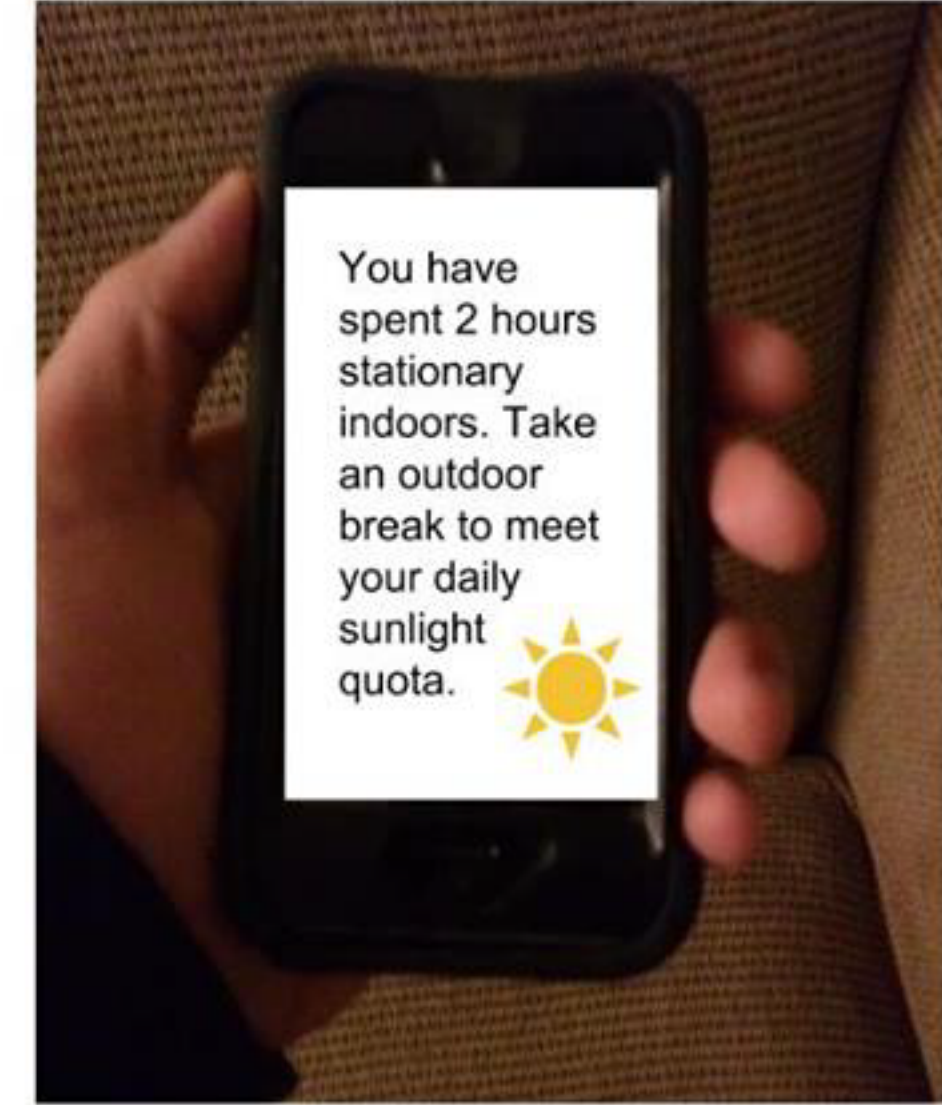 You have
spent 2 hours
stationary
indoors. Take
an outdoor
break to meet
your daily
sunlight
quota.